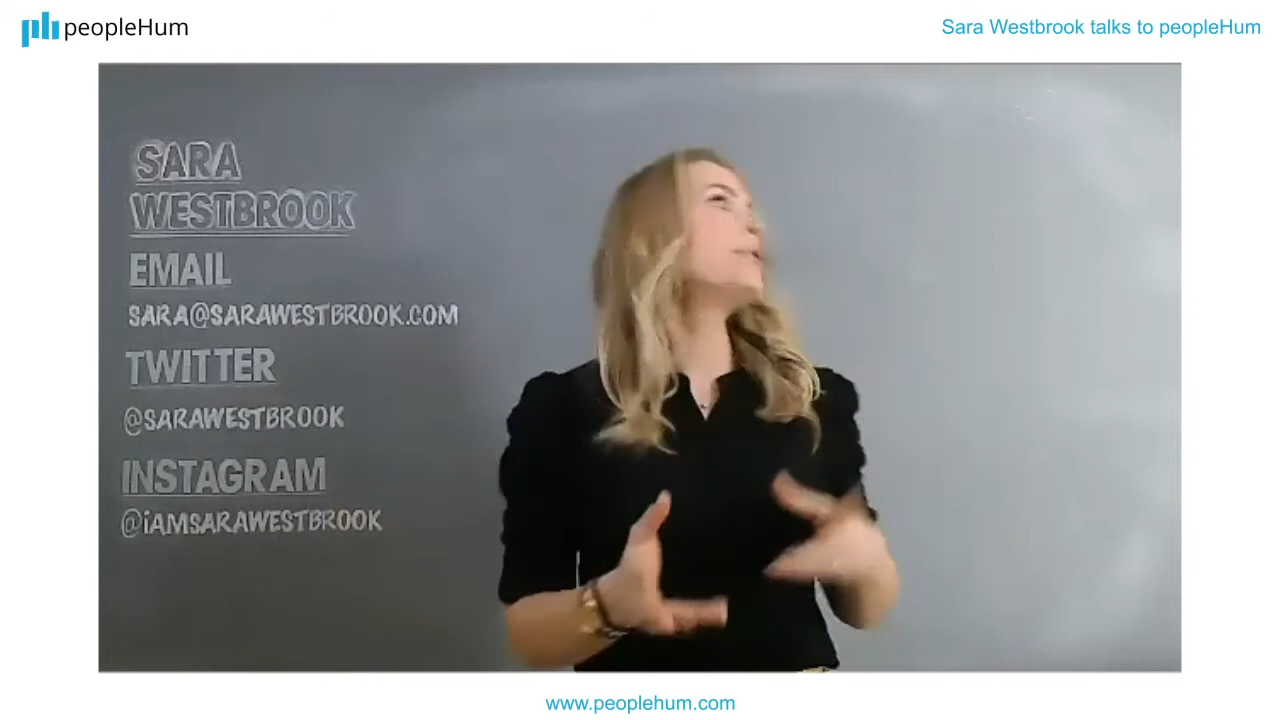 peopleHum
Sara Westbrook talks to peopleHum
SARA
WESTBROOK
EMAIL
SARA@SARAWESTBROOK.COM
TWITTER
@SARAWESTBROOK
INSTAGRAM
@iAMSARAWESTBROOK
www.peoplehum.com